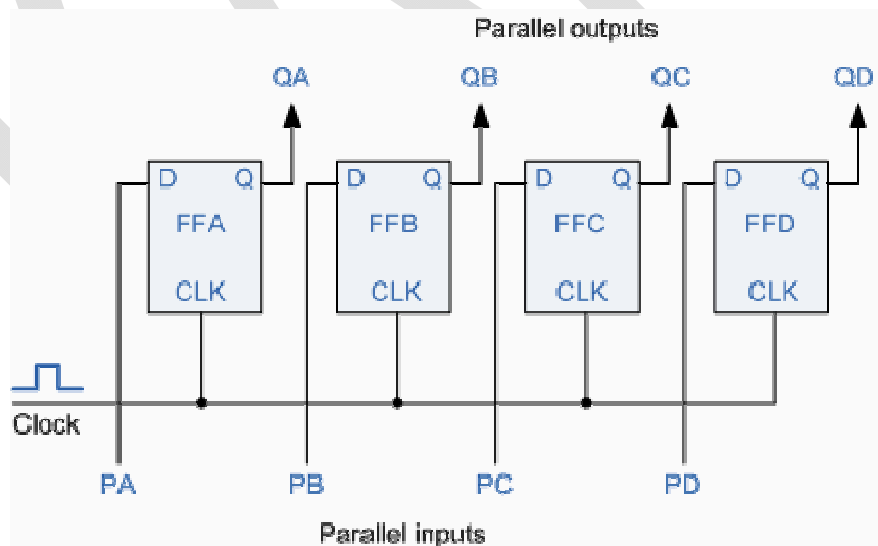 Parallel outputs
QA QB QC QD
D Q D Q D Q D Q
FFA FFB FFC FFD
CLK CLK CLK CLK
Clock
PA PB PC PD
Parallel inputs